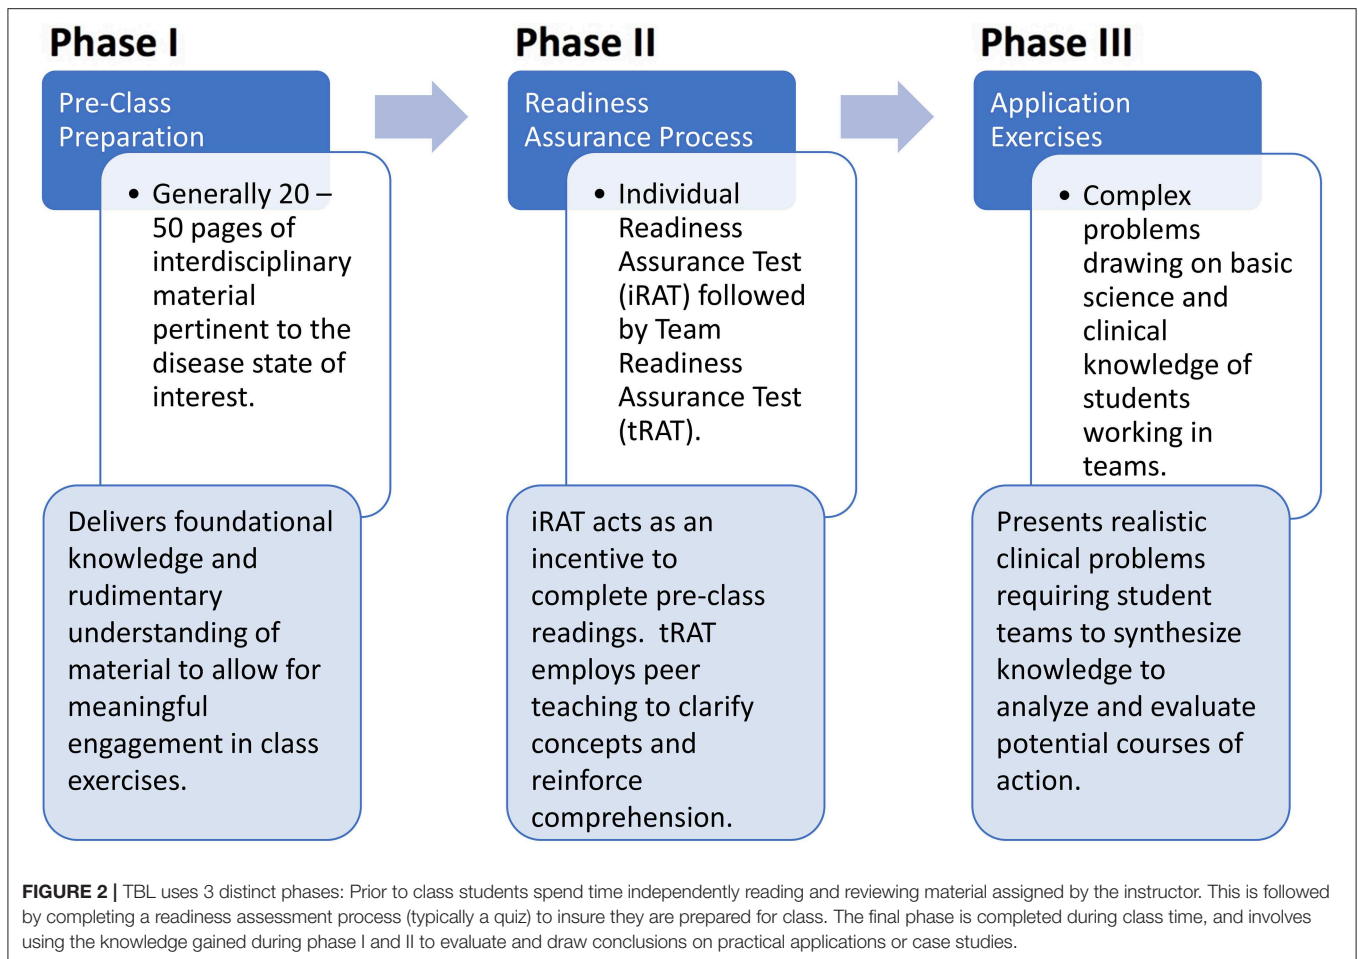 Phase I
Pre-Class
Preparation
• Generally 20 –
50 pages of
interdisciplinary
material
pertinent to the
disease state of
interest.
Delivers foundational
knowledge and
rudimentary
understanding of
material to allow for
meaningful
engagement in class
exercises.
Phase II
Readiness
Assurance Process
• Individual
Readiness
Assurance Test
(iRAT) followed
by Team
Readiness
Assurance Test
(tRAT).
iRAT acts as an
incentive to
complete pre-class
readings.  tRAT
employs peer
teaching to clarify
concepts and
reinforce
comprehension.
Phase III
Application
Exercises
• Complex
problems
drawing on basic
science and
clinical
knowledge of
students
working in
teams.
Presents realistic
clinical problems
requiring student
teams to synthesize
knowledge to
analyze and evaluate
potential courses of
action.
FIGURE 2 | TBL uses 3 distinct phases: Prior to class students spend time independently reading and reviewing material assigned by the instructor. This is followed
by completing a readiness assessment process (typically a quiz) to insure they are prepared for class. The final phase is completed during class time, and involves
using the knowledge gained during phase I and II to evaluate and draw conclusions on practical applications or case studies.